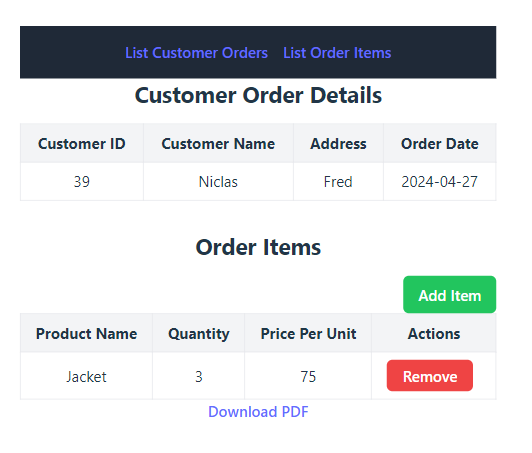 List Customer Orders List Order Items
Customer Order Details
Customer ID Customer Name Address Order Date
39 Niclas Fred 2024-04-27
Order Items
Add Item
Product Name Quantity Price Per Unit Actions
Jacket 3 75 Remove
Download PDF